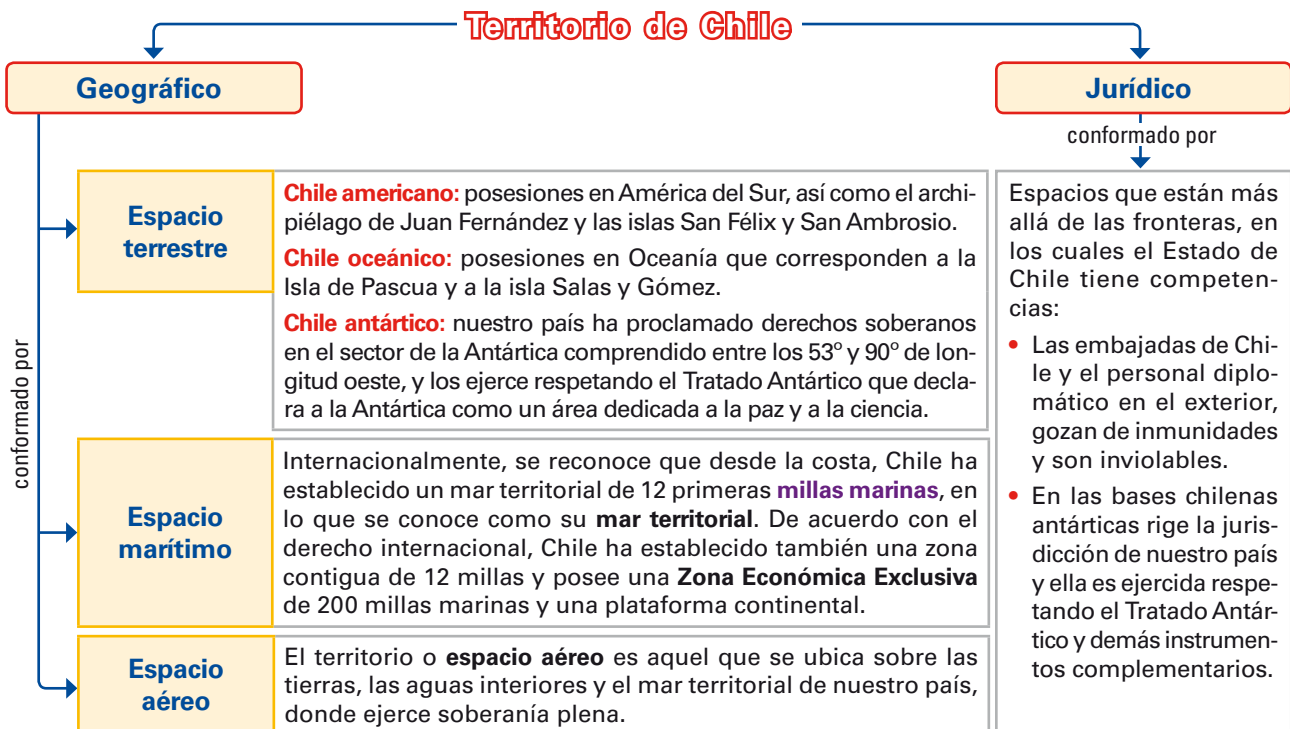 Territorio de Chile
Geográfico
conformado por
Espacio
terrestre
Chile americano: posesiones en América del Sur, así como el archi-
piélago de Juan Fernández y las islas San Félix y San Ambrosio.
Chile oceánico: posesiones en Oceanía que corresponden a la
Isla de Pascua y a la isla Salas y Gómez.
Chile antártico: nuestro país ha proclamado derechos soberanos
en el sector de la Antártica comprendido entre los 53º y 90º de lon-
gitud oeste, y los ejerce respetando el Tratado Antártico que decla-
ra a la Antártica como un área dedicada a la paz y a la ciencia.
Espacio
marítimo
Internacionalmente, se reconoce que desde la costa, Chile ha
establecido un mar territorial de 12 primeras millas marinas, en
lo que se conoce como su mar territorial. De acuerdo con el
derecho internacional, Chile ha establecido también una zona
contigua de 12 millas y posee una Zona Económica Exclusiva
de 200 millas marinas y una plataforma continental.
Espacio
aéreo
El territorio o espacio aéreo es aquel que se ubica sobre las
tierras, las aguas interiores y el mar territorial de nuestro país,
donde ejerce soberanía plena.
Jurídico
conformado por
Espacios que están más
allá de las fronteras, en
los cuales el Estado de
Chile tiene competen-
cias:
• Las embajadas de Chi-
le y el personal diplo-
mático en el exterior,
gozan de inmunidades
y son inviolables.
• En las bases chilenas
antárticas rige la juris-
dicción de nuestro país
y ella es ejercida respe-
tando el Tratado Antár-
tico y demás instrumen-
tos complementarios.